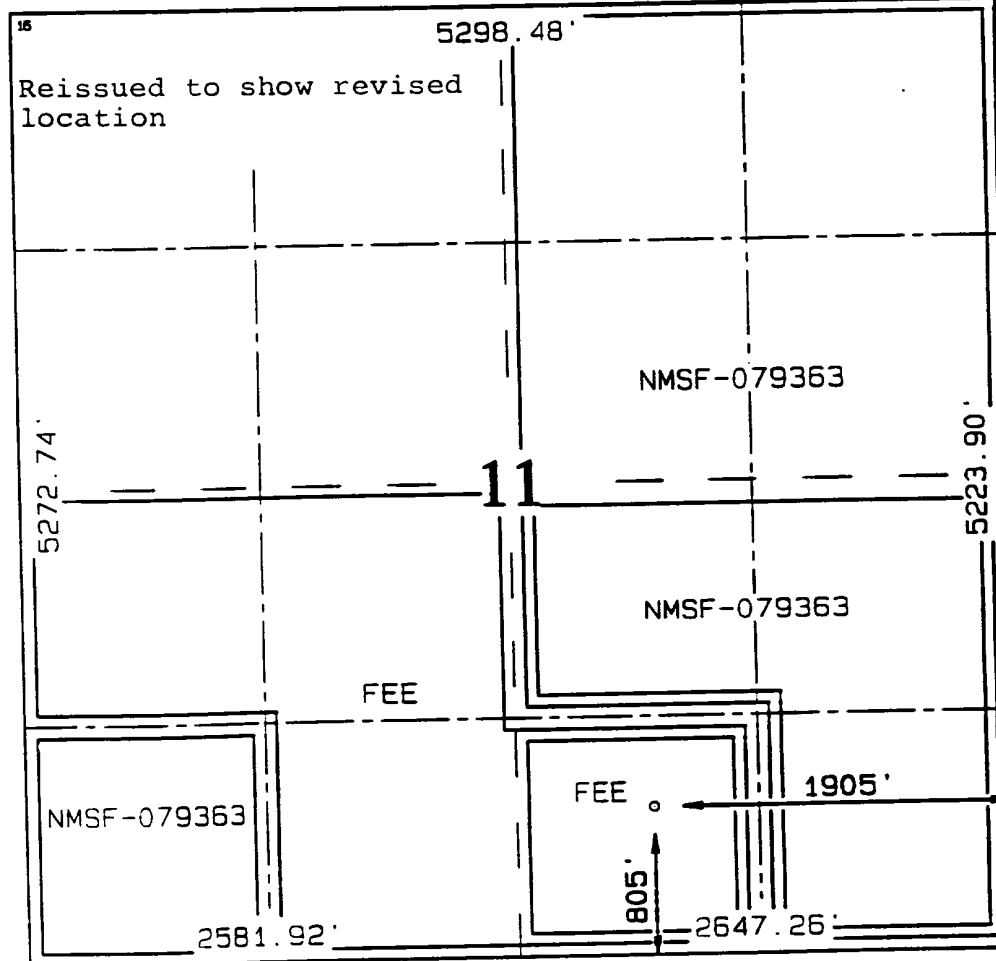 16
5298.48'
Reissued to show revised
location
NMSF-079363
5272.74'
5223.90'
11
NMSF-079363
FEE
FEE
1905'
NMSF-079363
805'
2581.92'
2647.26'